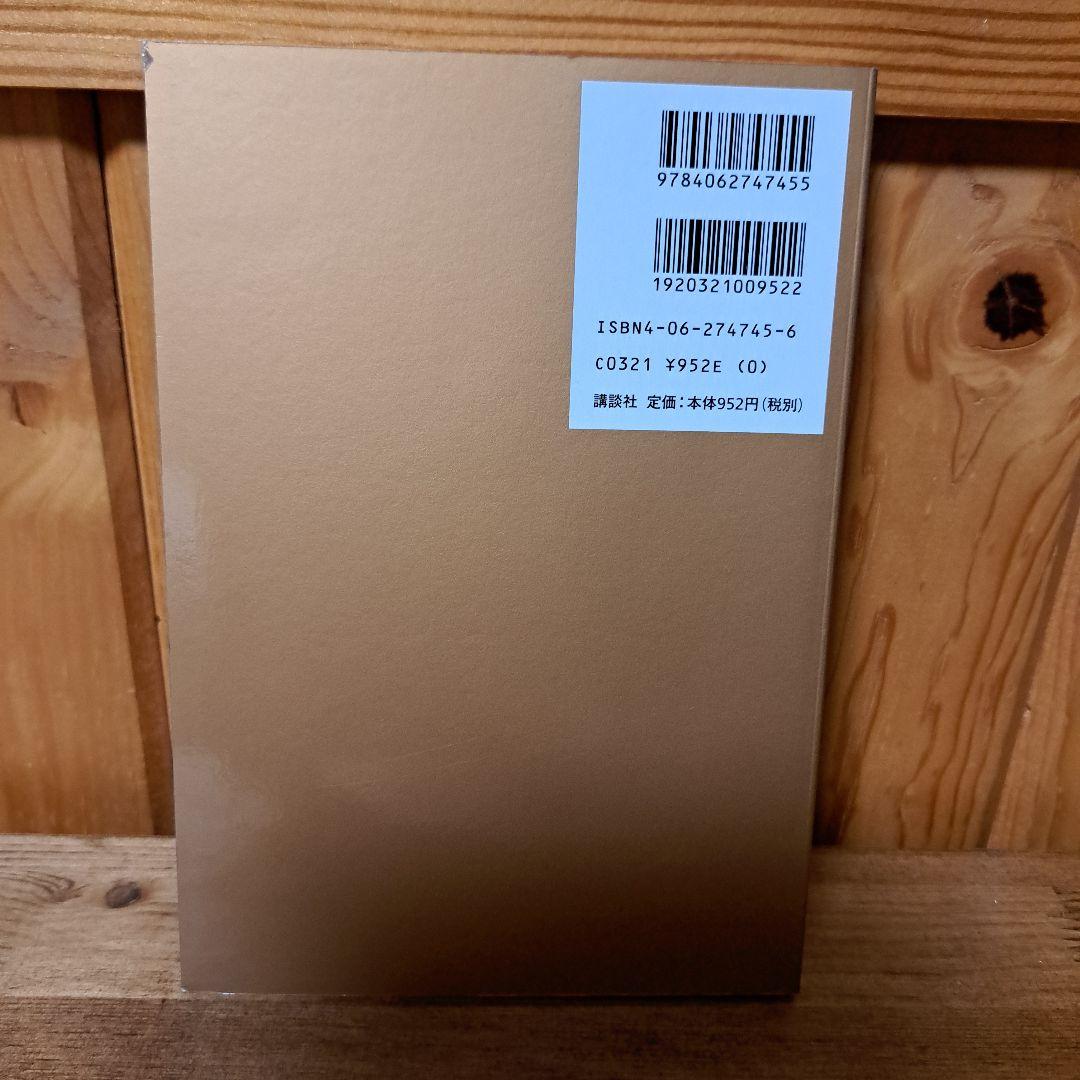 9784062747455
1920321009522
ISBN4-06-274745-6
C0321 ¥952E (0)
講談社 定価：本体952円（税別）